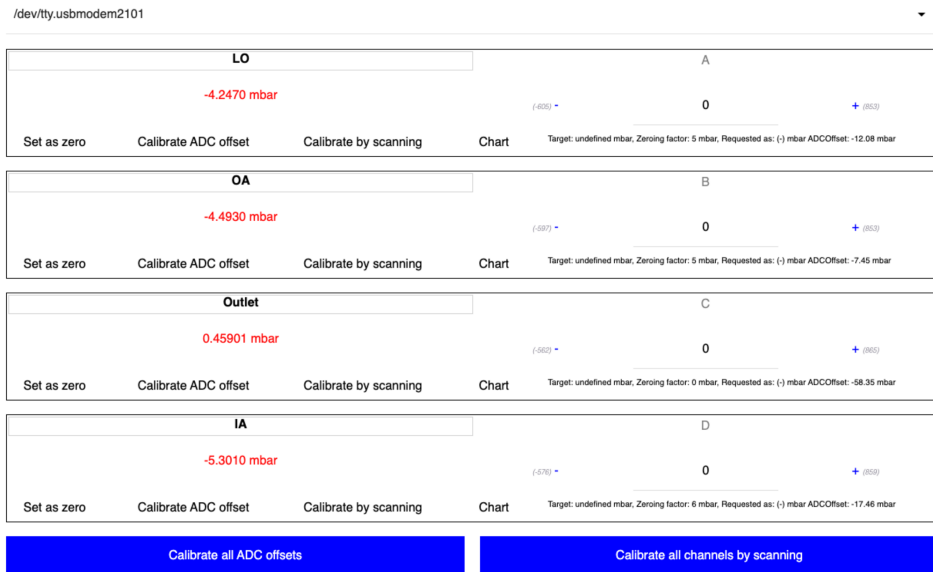 /dev/tty.usbmodem2101
LO
A
-4.2470 mbar
(-605) - 0 + (853)
Set as zero Calibrate ADC offset Calibrate by scanning Chart
Target: undefined mbar, Zeroing factor: 5 mbar, Requested as: (-) mbar ADCOffset: -12.08 mbar
OA
B
-4.4930 mbar
(-597) - 0 + (853)
Set as zero Calibrate ADC offset Calibrate by scanning Chart
Target: undefined mbar, Zeroing factor: 5 mbar, Requested as: (-) mbar ADCOffset: -7.45 mbar
Outlet
C
0.45901 mbar
(-562) - 0 + (865)
Set as zero Calibrate ADC offset Calibrate by scanning Chart
Target: undefined mbar, Zeroing factor: 0 mbar, Requested as: (-) mbar ADCOffset: -58.35 mbar
IA
D
-5.3010 mbar
(-576) - 0 + (859)
Set as zero Calibrate ADC offset Calibrate by scanning Chart
Target: undefined mbar, Zeroing factor: 6 mbar, Requested as: (-) mbar ADCOffset: -17.46 mbar
Calibrate all ADC offsets
Calibrate all channels by scanning